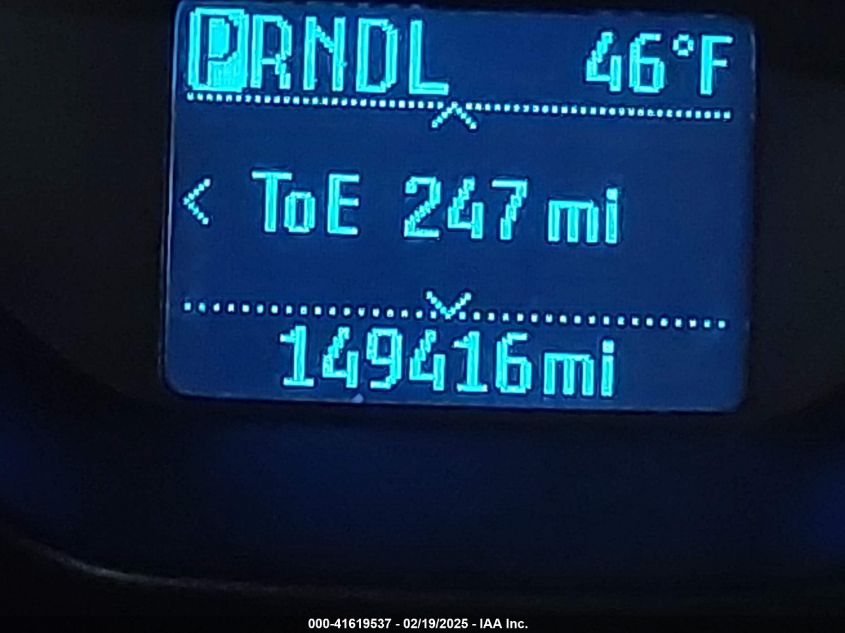 PRNDL 46°F
ToE 247 mi
149416mi
000-41619537 - 02/19/2025 - IAA Inc.